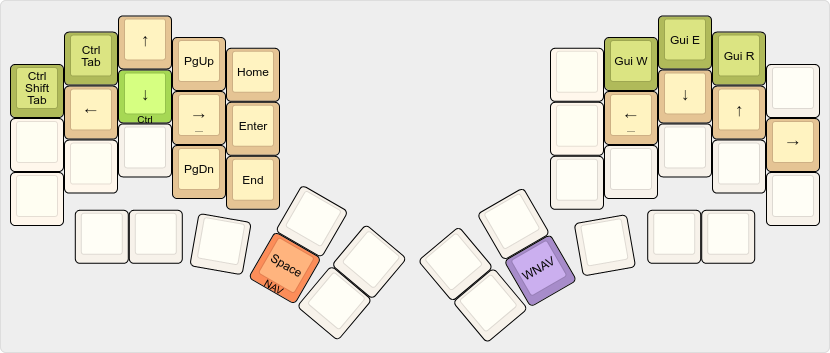 Ctrl
Shift
Tab
Ctrl
Tab
←
↑
↓
Ctrl
PgUp
→
_
PgDn
Home
Enter
End
Space
NAV
Gui W
←
_
Gui E
↓
Gui R
↑
→
WNAV